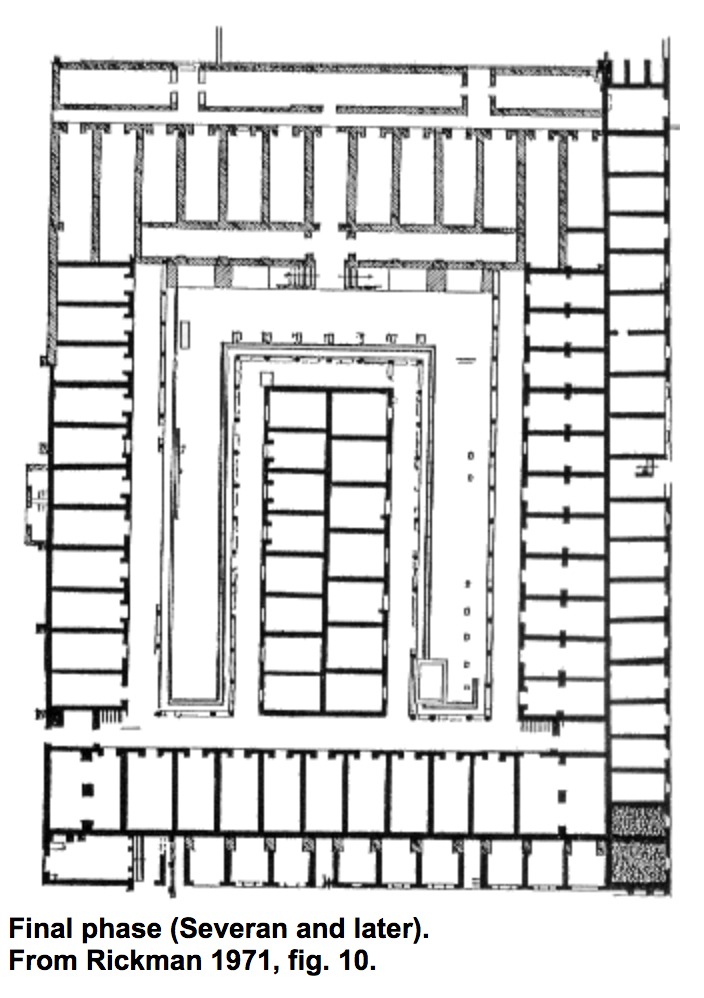 Final phase (Severan and later).
From Rickman 1971, fig. 10.